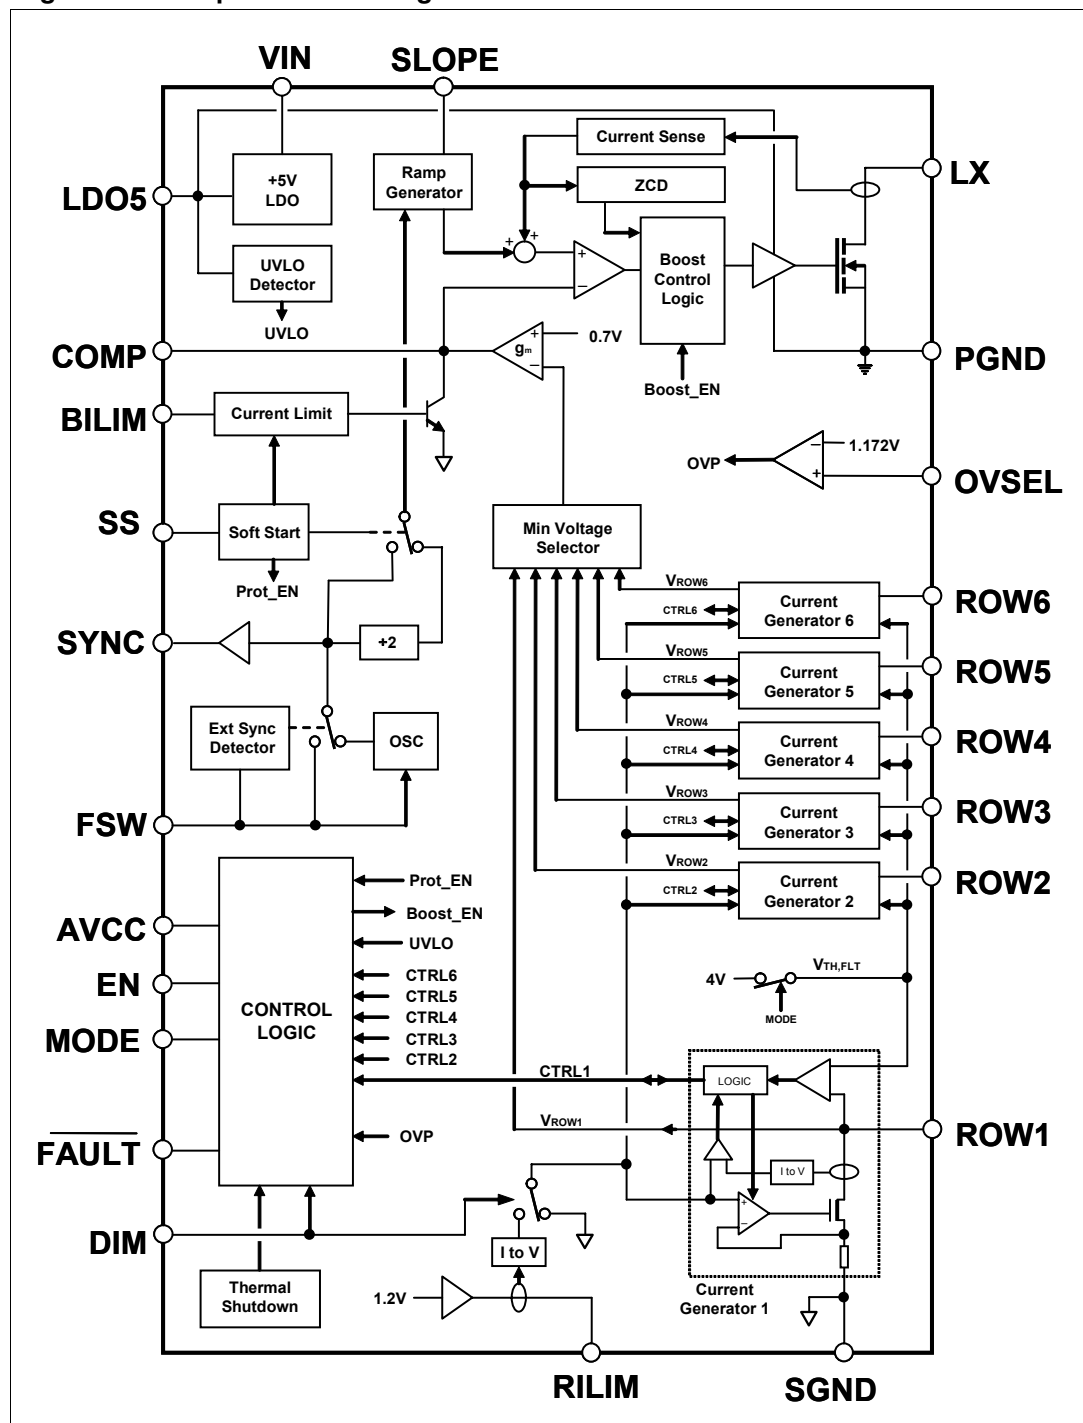 VIN
SLOPE
LDO5
+5V
LDO
Ramp
Generator
Current Sense
ZCD
LX
UVLO
Detector
UVLO
+
+
+
−
Boost
Control
Logic
Boost_EN
COMP
gm
+
−
0.7V
PGND
BILIM
Current Limit
OVP
−
+
1.172V
OVSEL
SS
Soft Start
Prot_EN
Min Voltage
Selector
SYNC
÷2
VROW6
CTRL6
Current
Generator 6
ROW6
VROW5
CTRL5
Current
Generator 5
ROW5
Ext Sync
Detector
OSC
VROW4
CTRL4
Current
Generator 4
ROW4
FSW
VROW3
CTRL3
Current
Generator 3
ROW3
VROW2
CTRL2
Current
Generator 2
ROW2
AVCC
EN
MODE
FAULT
DIM
CONTROL
LOGIC
Prot_EN
Boost_EN
UVLO
CTRL6
CTRL5
CTRL4
CTRL3
CTRL2
CTRL1
OVP
4V
VTH,FLT
MODE
LOGIC
VROW1
ROW1
I to V
+
−
Current
Generator 1
I to V
Thermal
Shutdown
1.2V
RILIM
SGND